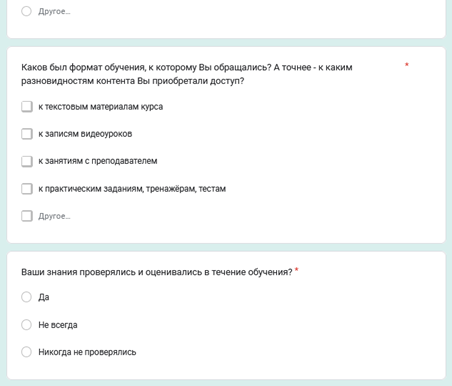 Другое…
Каков был формат обучения, к которому Вы обращались? А точнее - к каким *
разновидностям контента Вы приобретали доступ?
к текстовым материалам курса
к записям видеоуроков
к занятиям с преподавателем
к практическим заданиям, тренажёрам, тестам
Другое…
Ваши знания проверялись и оценивались в течение обучения? *
Да
Не всегда
Никогда не проверялись